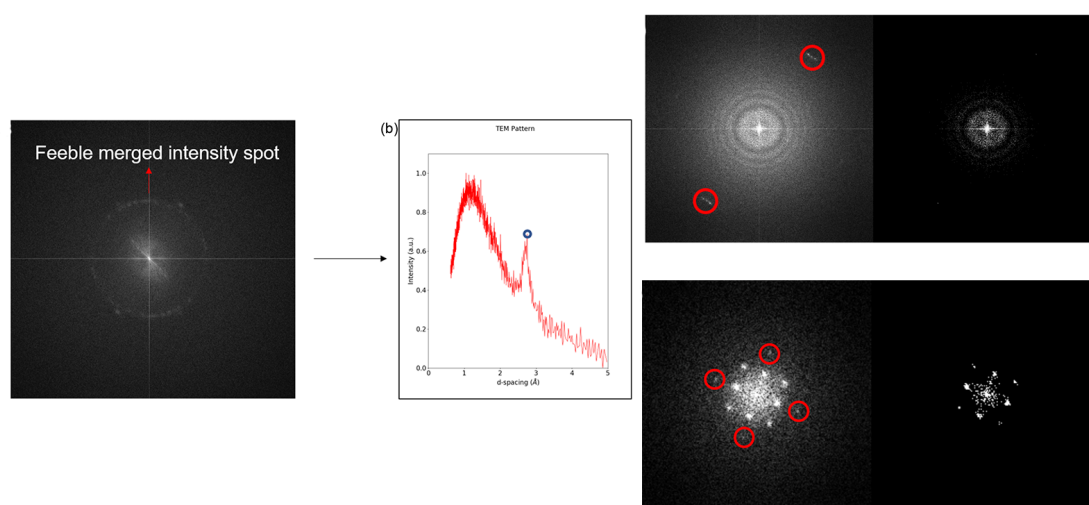 Feeble merged intensity spot
(b)
TEM Pattern
1.0
0.8
0.6
0.4
0.2
0.0
Intensity (a.u.)
0 1 2 3 4 5
d-spacing (Å)